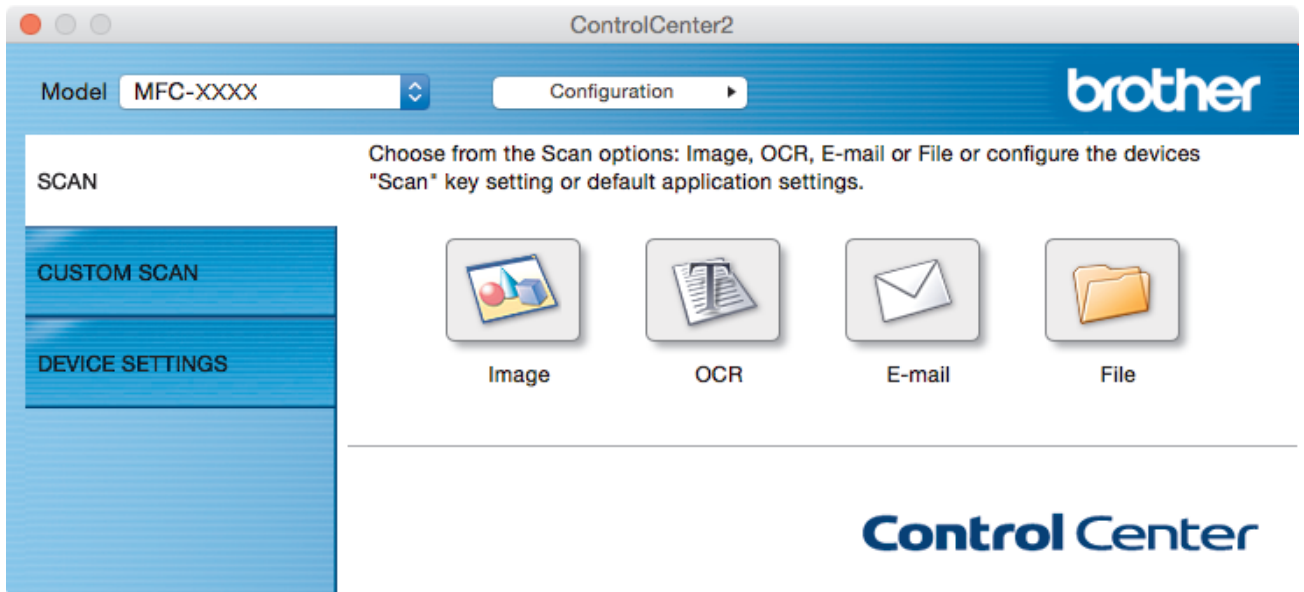 ControlCenter2
Model MFC-XXXX Configuration brother
SCAN
Choose from the Scan options: Image, OCR, E-mail or File or configure the devices
"Scan" key setting or default application settings.
CUSTOM SCAN
DEVICE SETTINGS
Image OCR E-mail File
Control Center